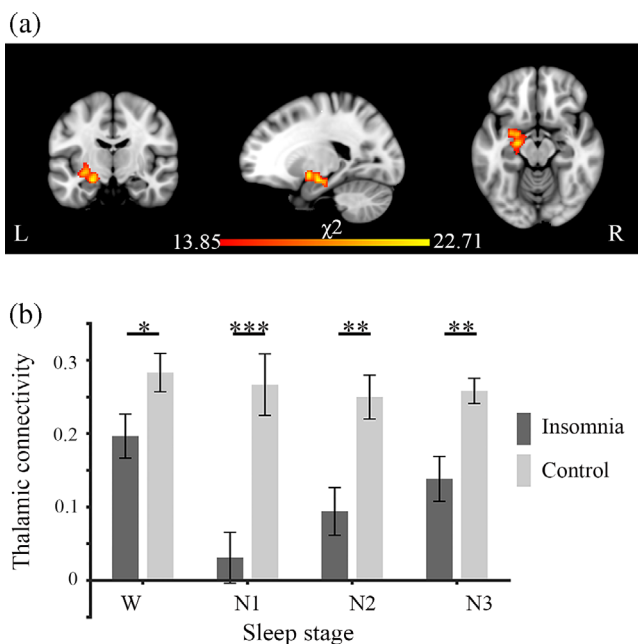 (a)
L
R
χ2
13.85
22.71
(b)
* *** ** **
Thalamic connectivity
0.3
0.2
0.1
0
Insomnia
Control
W N1 N2 N3
Sleep stage